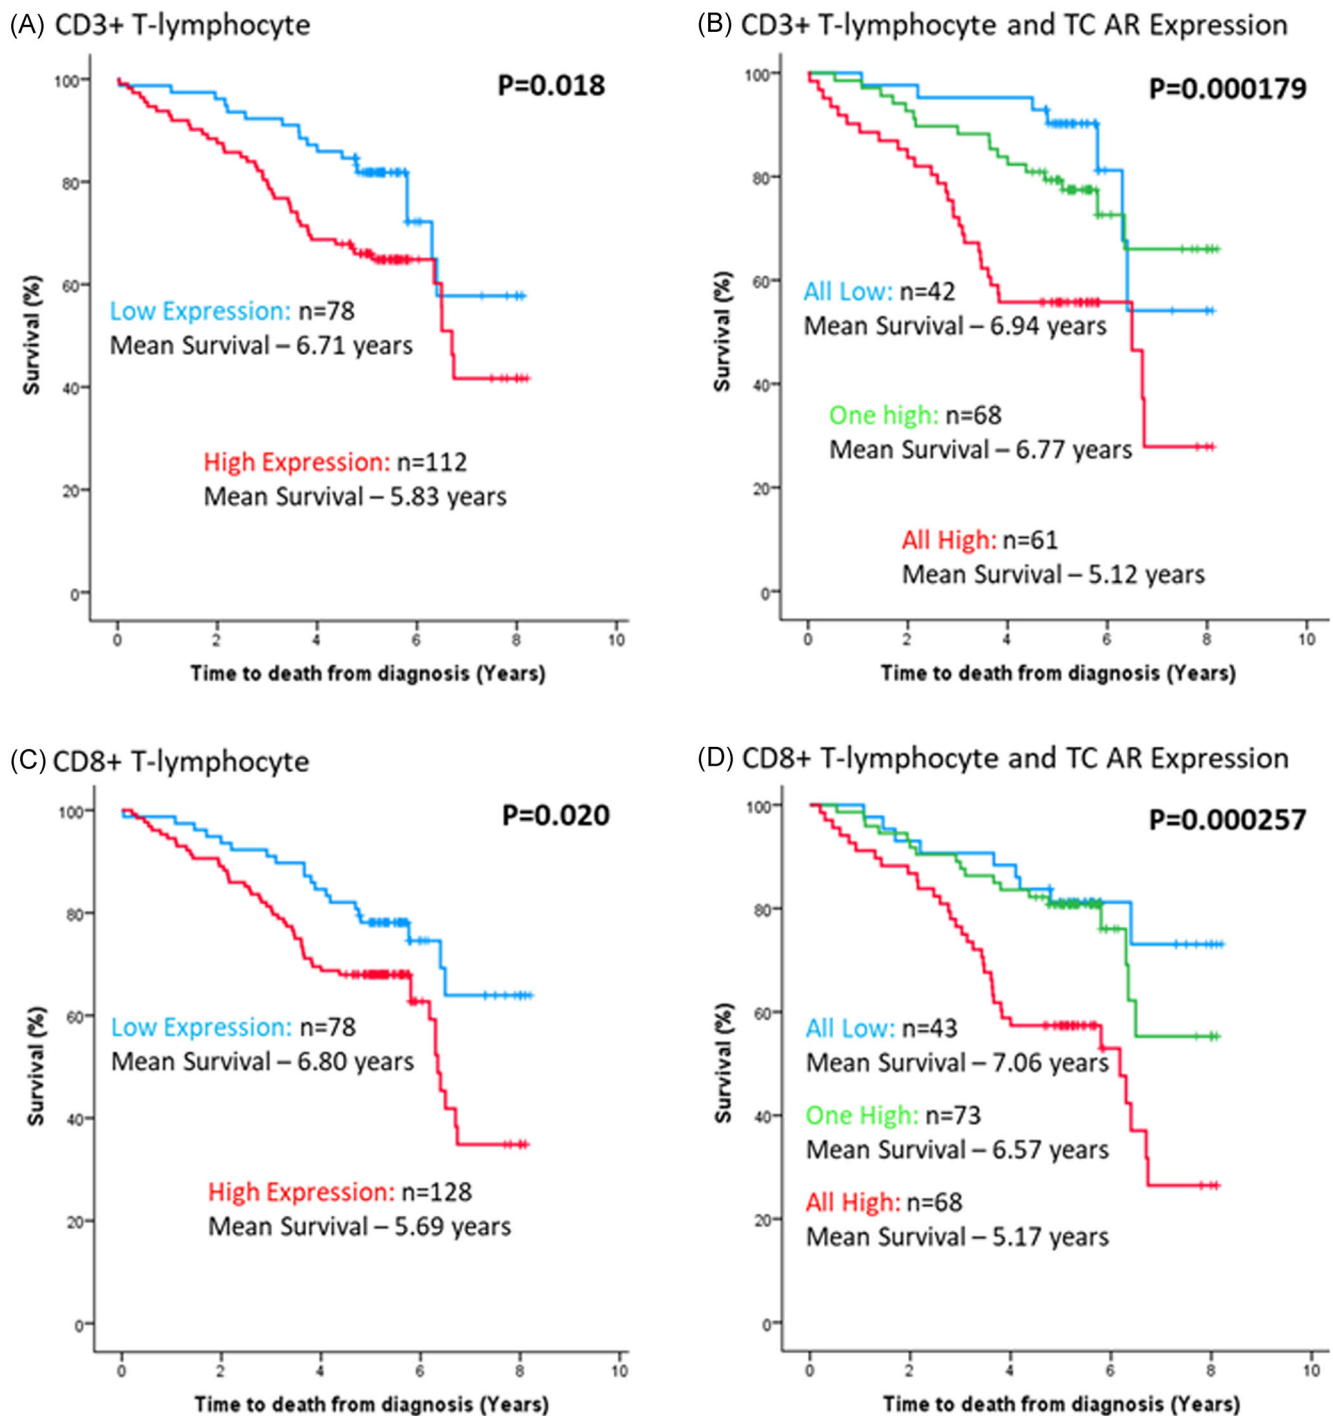 (A) CD3+ T-lymphocyte
P=0.018
100
80
60
40
20
0
Survival (%)
Low Expression: n=78
Mean Survival – 6.71 years
High Expression: n=112
Mean Survival – 5.83 years
0 2 4 6 8 10
Time to death from diagnosis (Years)
(B) CD3+ T-lymphocyte and TC AR Expression
P=0.000179
100
80
60
40
20
0
Survival (%)
All Low: n=42
Mean Survival – 6.94 years
One high: n=68
Mean Survival – 6.77 years
All High: n=61
Mean Survival – 5.12 years
0 2 4 6 8 10
Time to death from diagnosis (Years)
(C) CD8+ T-lymphocyte
P=0.020
100
80
60
40
20
0
Survival (%)
Low Expression: n=78
Mean Survival – 6.80 years
High Expression: n=128
Mean Survival – 5.69 years
0 2 4 6 8 10
Time to death from diagnosis (Years)
(D) CD8+ T-lymphocyte and TC AR Expression
P=0.000257
100
80
60
40
20
0
Survival (%)
All Low: n=43
Mean Survival – 7.06 years
One High: n=73
Mean Survival – 6.57 years
All High: n=68
Mean Survival – 5.17 years
0 2 4 6 8 10
Time to death from diagnosis (Years)